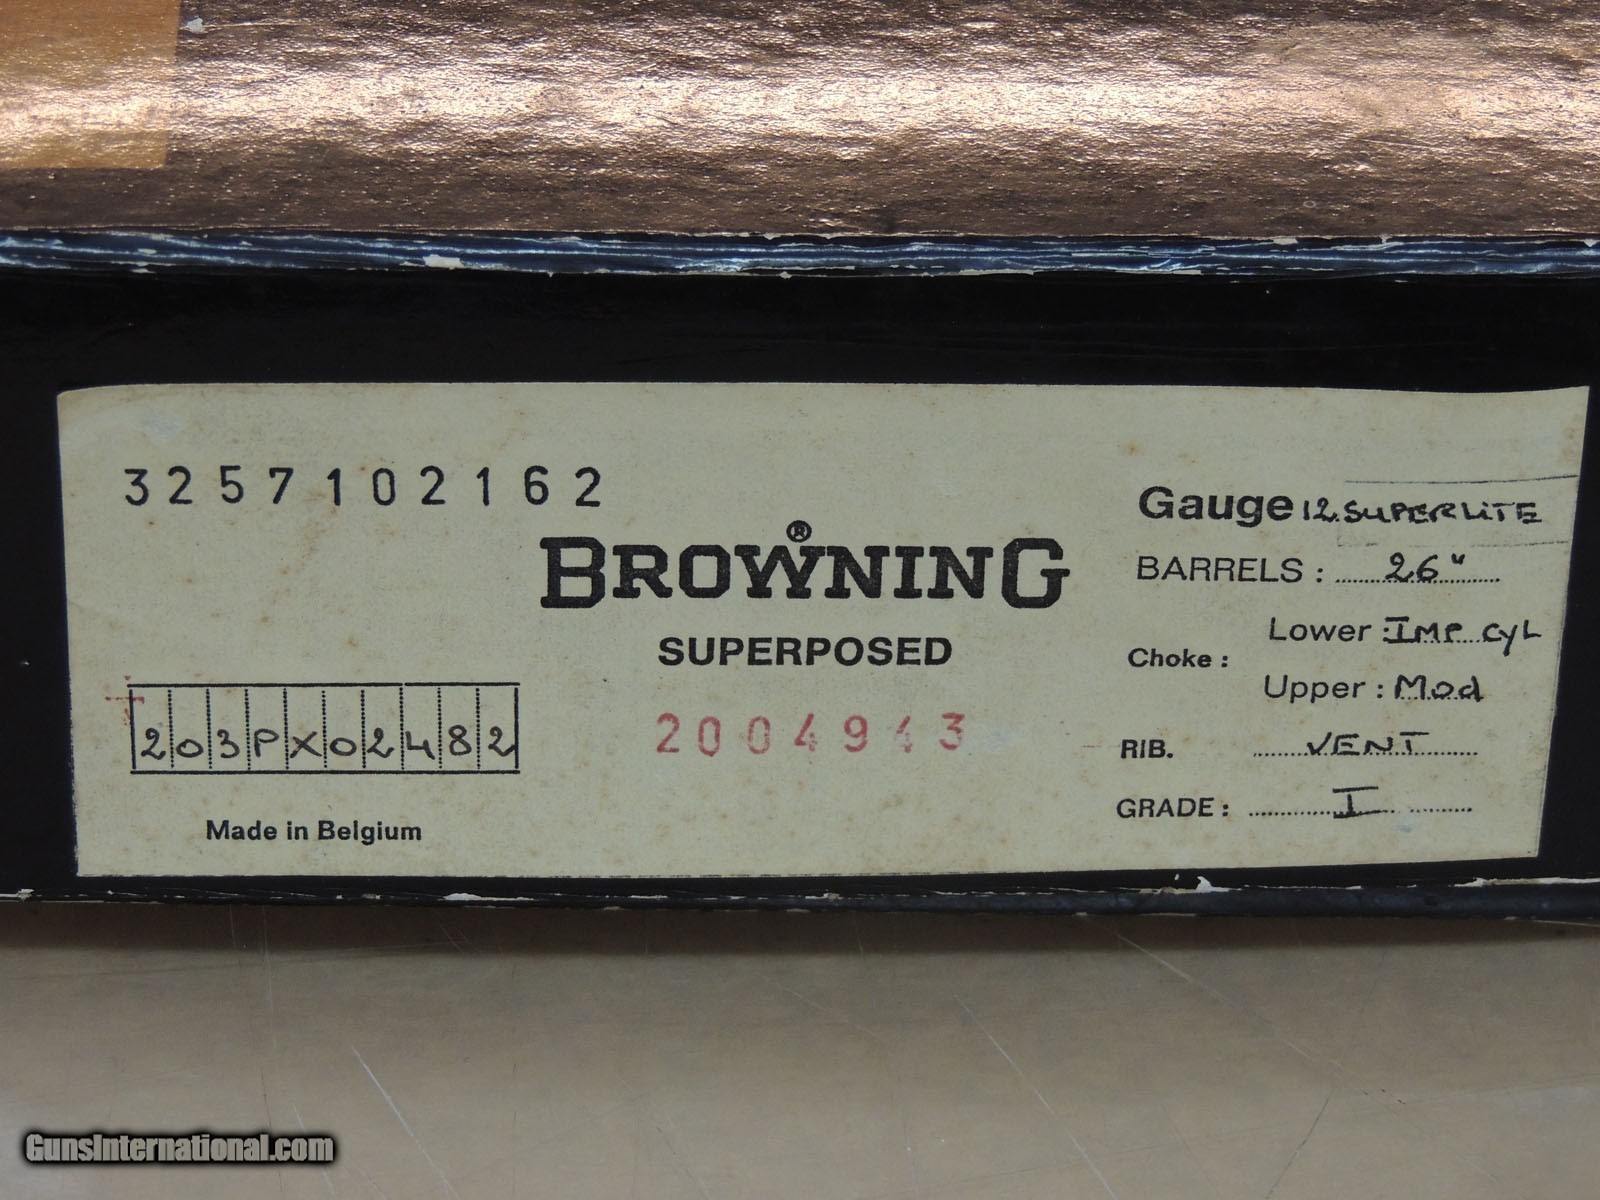 3257102162
BROWNING®
SUPERPOSED
2004943
203PX02482
Made in Belgium
Gauge 12.SUPERLITE
BARRELS : 26"
Choke :
Lower : IMP CyL
Upper : Mod
RIB. VENT
GRADE : I
GunsInternational.com